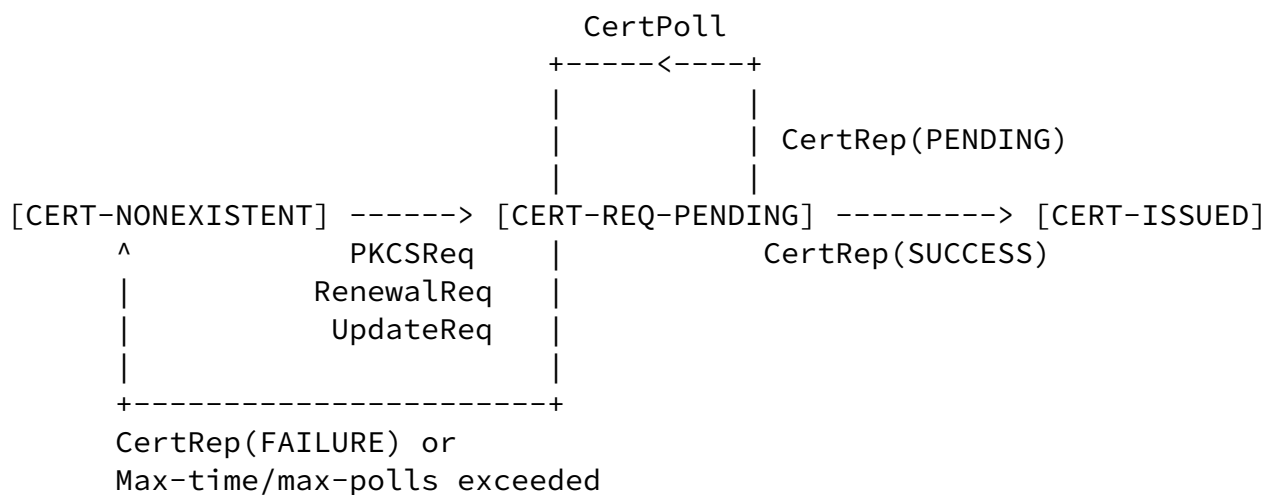 CertPoll
+-----<----+
|          |
|          | CertRep(PENDING)
|          |
[CERT-NONEXISTENT] ------> [CERT-REQ-PENDING] ---------> [CERT-ISSUED]
^            PKCSReq    |           CertRep(SUCCESS)
|          RenewalReq   |
|           UpdateReq   |
|                       |
+-----------------------+
CertRep(FAILURE) or
Max-time/max-polls exceeded